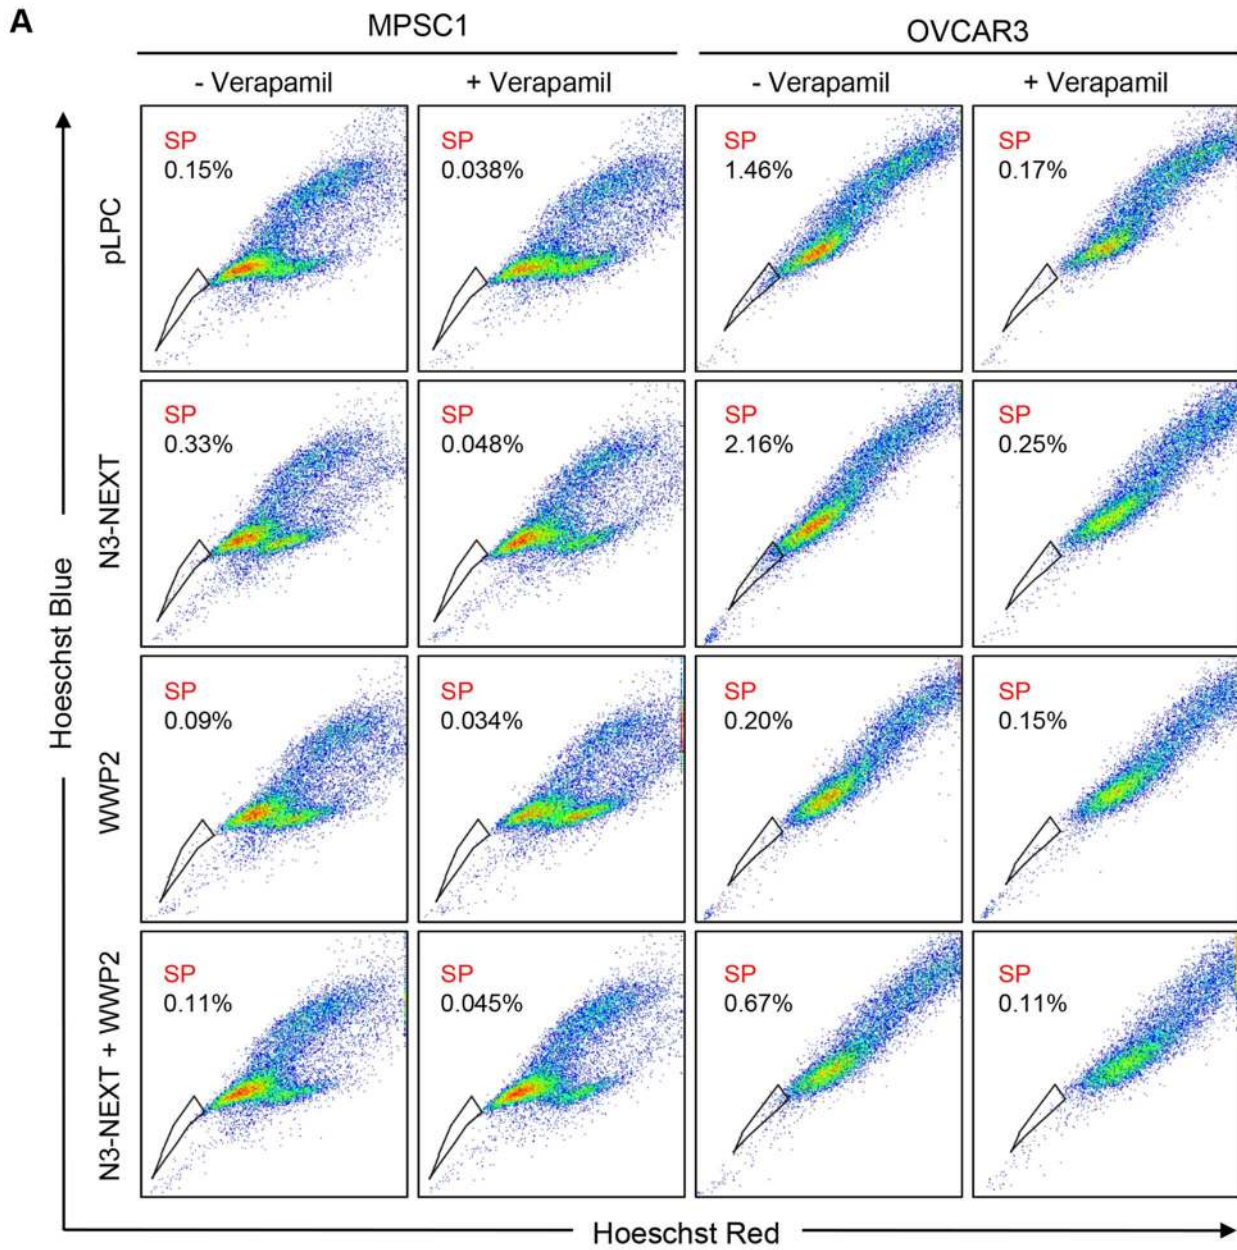 A
MPSC1
OVCAR3
- Verapamil
+ Verapamil
- Verapamil
+ Verapamil
pLPC
SP
0.15%
SP
0.038%
SP
1.46%
SP
0.17%
N3-NEXT
SP
0.33%
SP
0.048%
SP
2.16%
SP
0.25%
WWP2
SP
0.09%
SP
0.034%
SP
0.20%
SP
0.15%
N3-NEXT + WWP2
SP
0.11%
SP
0.045%
SP
0.67%
SP
0.11%
Hoeschst Blue
Hoeschst Red